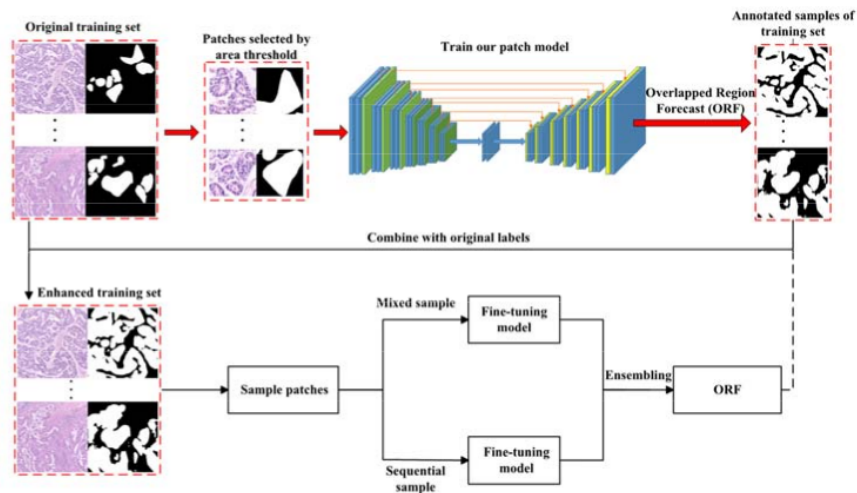 Original training set
Patches selected by
area threshold
Train our patch model
Annotated samples of
training set
Overlapped Region
Forecast (ORF)
Combine with original labels
Enhanced training set
Mixed sample
Fine-tuning
model
Sample patches
Ensembling
ORF
Sequential
sample
Fine-tuning
model